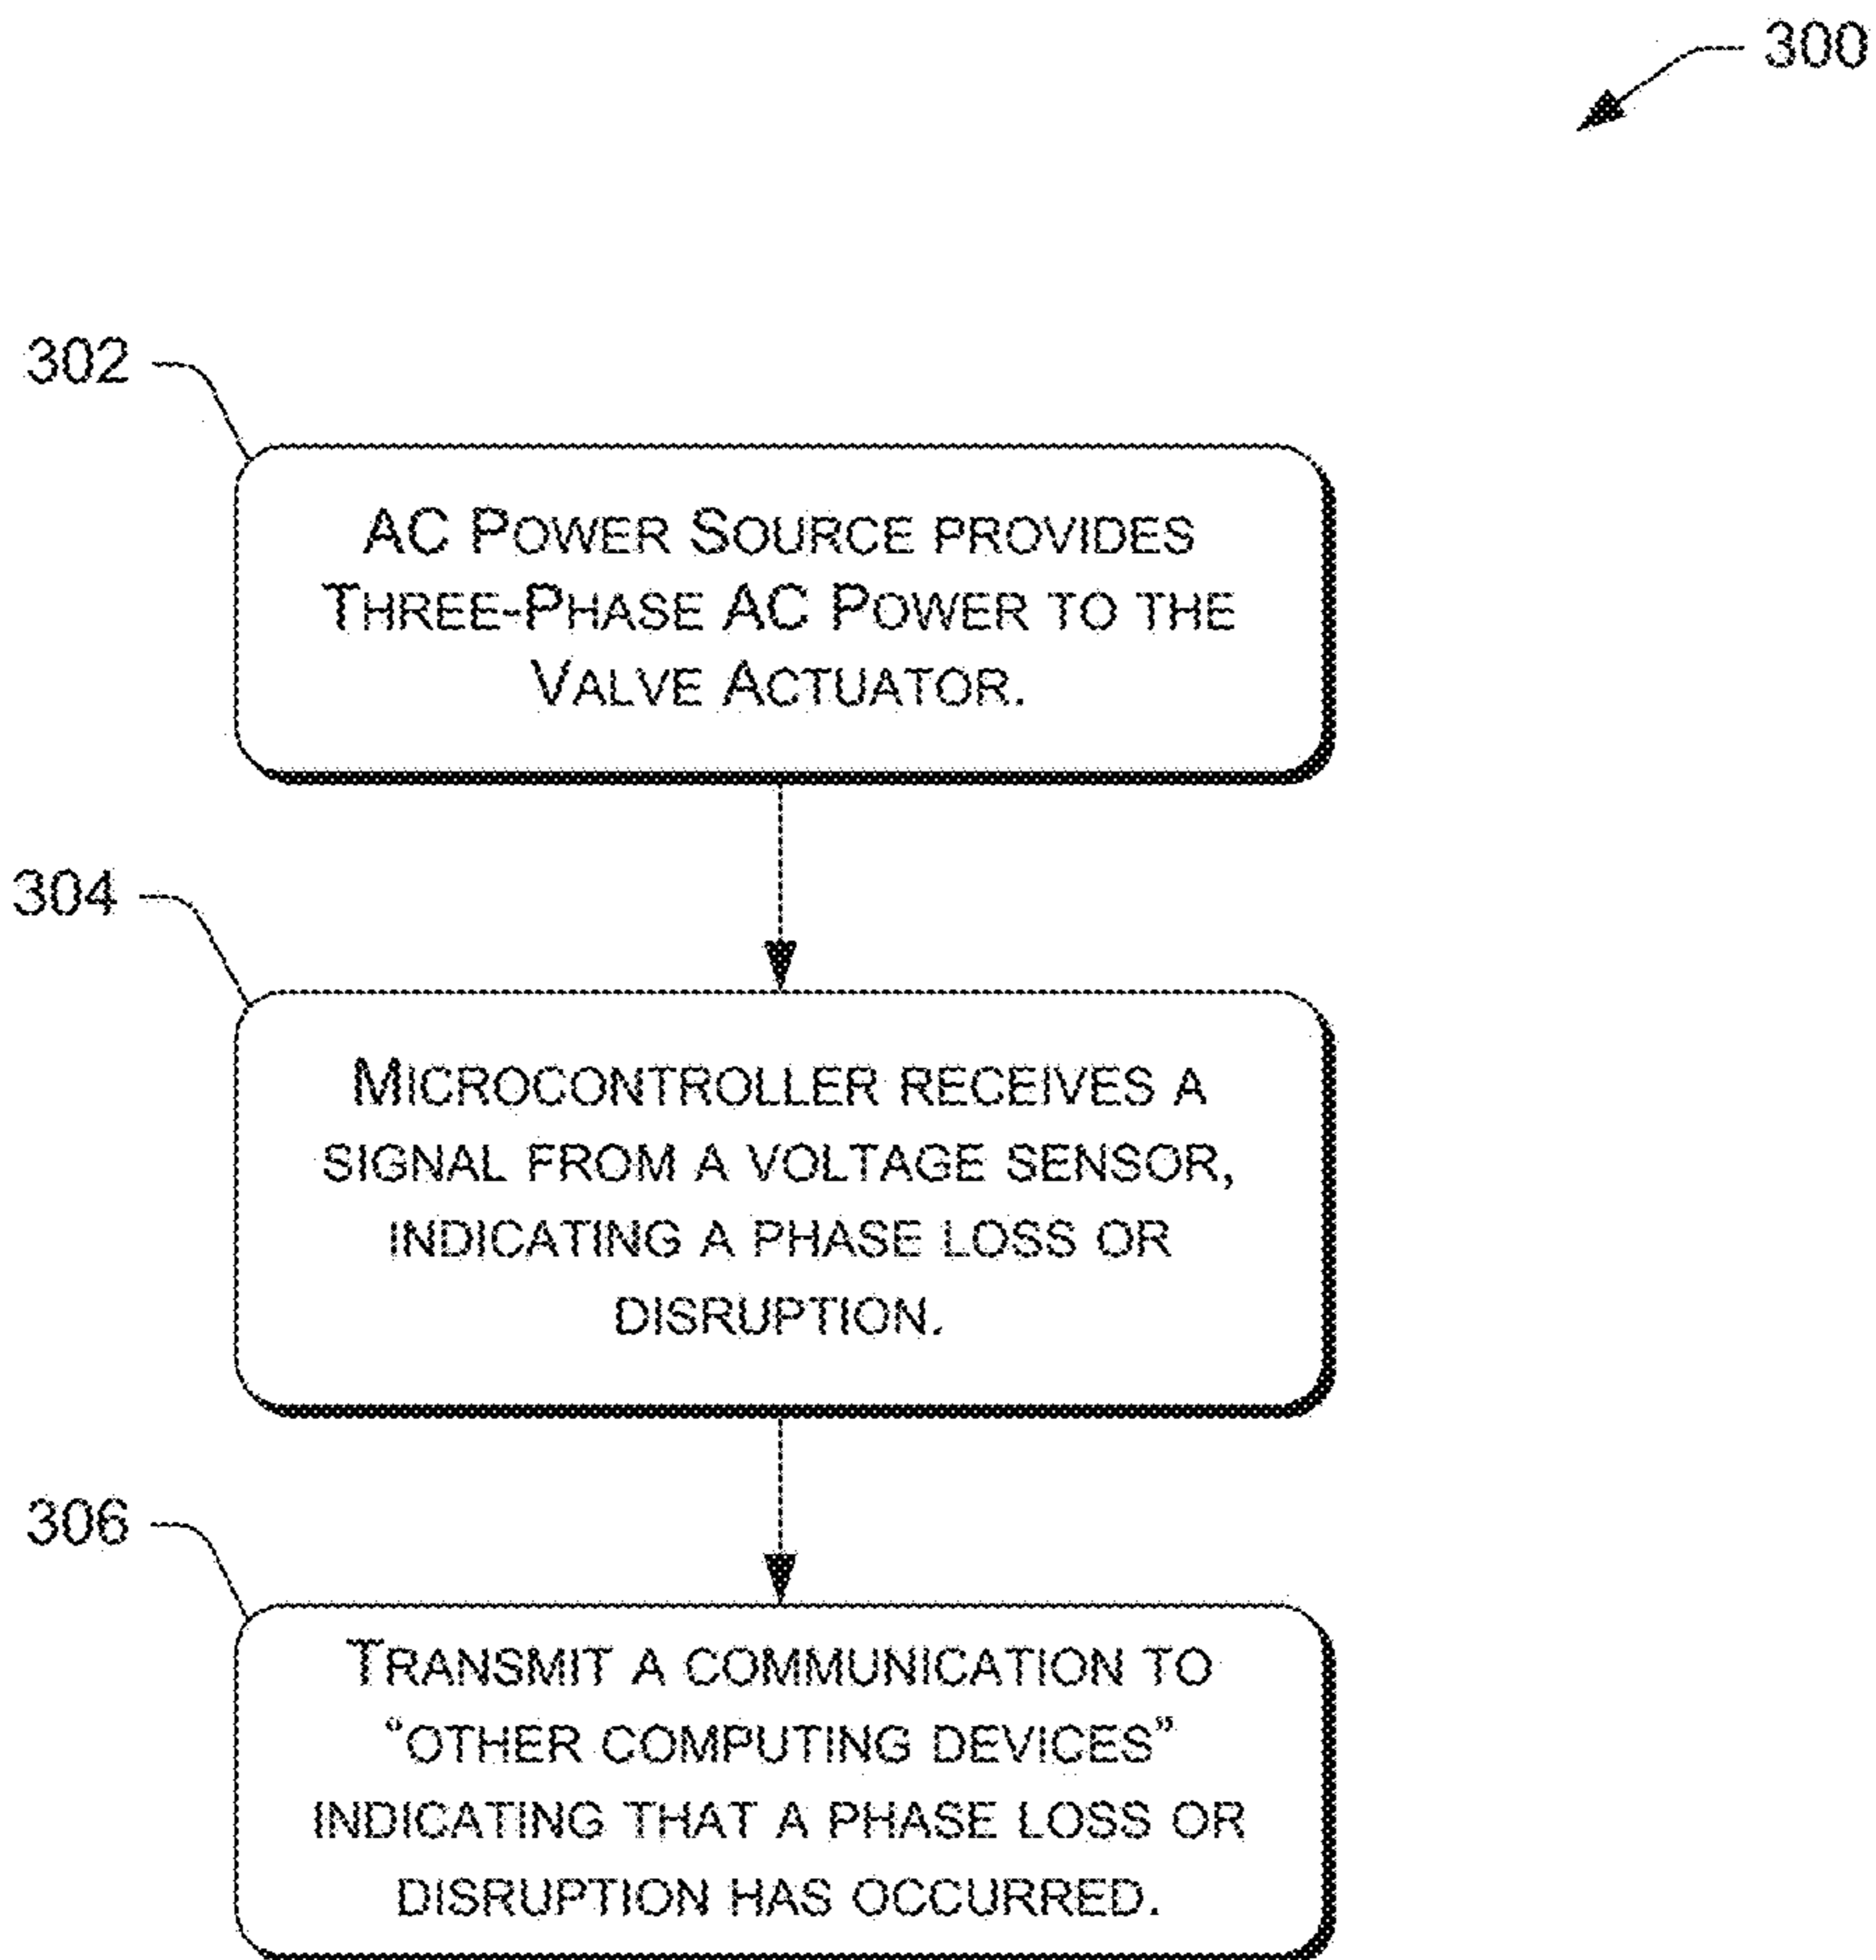 300
302
AC POWER SOURCE PROVIDES
THREE-PHASE AC POWER TO THE
VALVE ACTUATOR.
304
MICROCONTROLLER RECEIVES A
SIGNAL FROM A VOLTAGE SENSOR,
INDICATING A PHASE LOSS OR
DISRUPTION.
306
TRANSMIT A COMMUNICATION TO
“OTHER COMPUTING DEVICES”
INDICATING THAT A PHASE LOSS OR
DISRUPTION HAS OCCURRED.